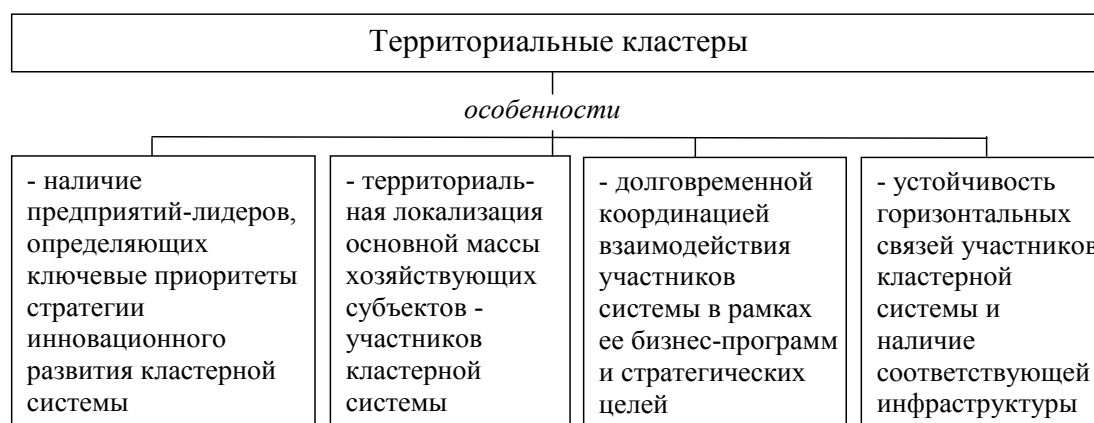 Территориальные кластеры
особенности
- наличие
предприятий-лидеров,
определяющих
ключевые приоритеты
стратегии
инновационного
развития кластерной
системы
- территориаль-
ная локализация
основной массы
хозяйствующих
субъектов -
участников
кластерной
системы
- долговременной
координацией
взаимодействия
участников
системы в рамках
ее бизнес-программ
и стратегических
целей
- устойчивость
горизонтальных
связей участников
кластерной
системы и
наличие
соответствующей
инфраструктуры